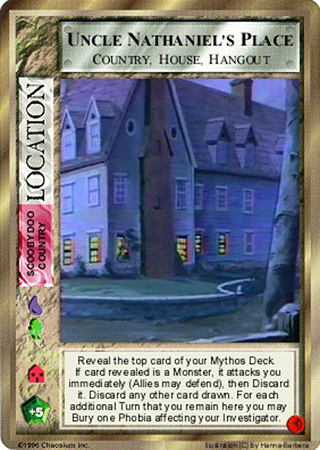 UNCLE NATHANIEL'S PLACE
COUNTRY, HOUSE, HANGOUT
LOCATION
SCOOBYDOO
COUNTRY
Reveal the top card of your Mythos Deck.
If card revealed is a Monster, it attacks you
immediately (Allies may defend), then Discard
it. Discard any other card drawn. For each
additional Turn that you remain here you may
Bury one Phobia affecting your Investigator.
+5
©1996 Chaosium Inc.
Illustration (C) by Hanna-Barbera